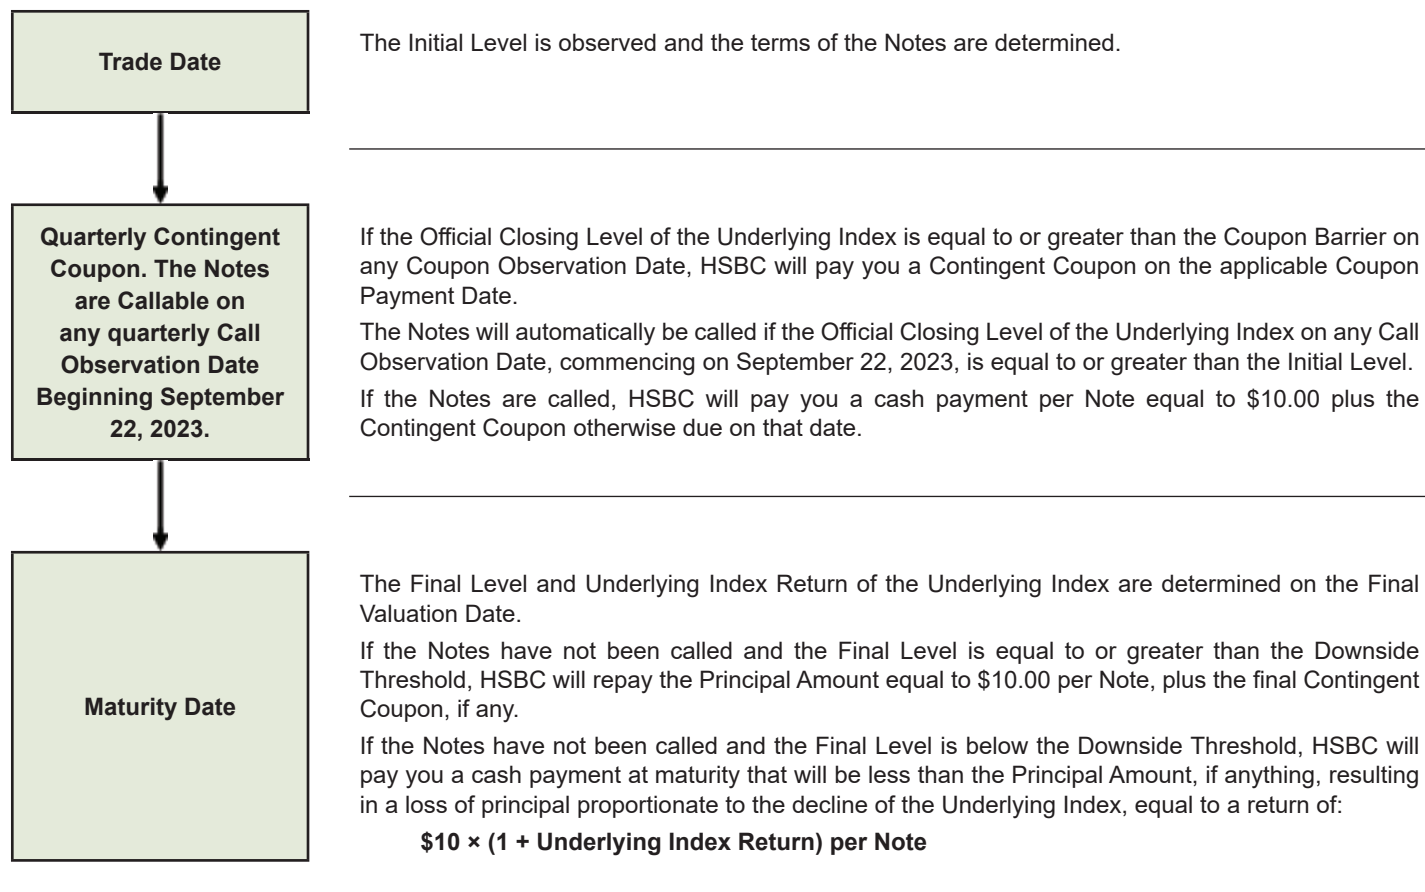 Trade Date
The Initial Level is observed and the terms of the Notes are determined.
Quarterly Contingent
Coupon. The Notes
are Callable on
any quarterly Call
Observation Date
Beginning September
22, 2023.
If the Official Closing Level of the Underlying Index is equal to or greater than the Coupon Barrier on
any Coupon Observation Date, HSBC will pay you a Contingent Coupon on the applicable Coupon
Payment Date.
The Notes will automatically be called if the Official Closing Level of the Underlying Index on any Call
Observation Date, commencing on September 22, 2023, is equal to or greater than the Initial Level.
If the Notes are called, HSBC will pay you a cash payment per Note equal to $10.00 plus the
Contingent Coupon otherwise due on that date.
Maturity Date
The Final Level and Underlying Index Return of the Underlying Index are determined on the Final
Valuation Date.
If the Notes have not been called and the Final Level is equal to or greater than the Downside
Threshold, HSBC will repay the Principal Amount equal to $10.00 per Note, plus the final Contingent
Coupon, if any.
If the Notes have not been called and the Final Level is below the Downside Threshold, HSBC will
pay you a cash payment at maturity that will be less than the Principal Amount, if anything, resulting
in a loss of principal proportionate to the decline of the Underlying Index, equal to a return of:
$10 × (1 + Underlying Index Return) per Note